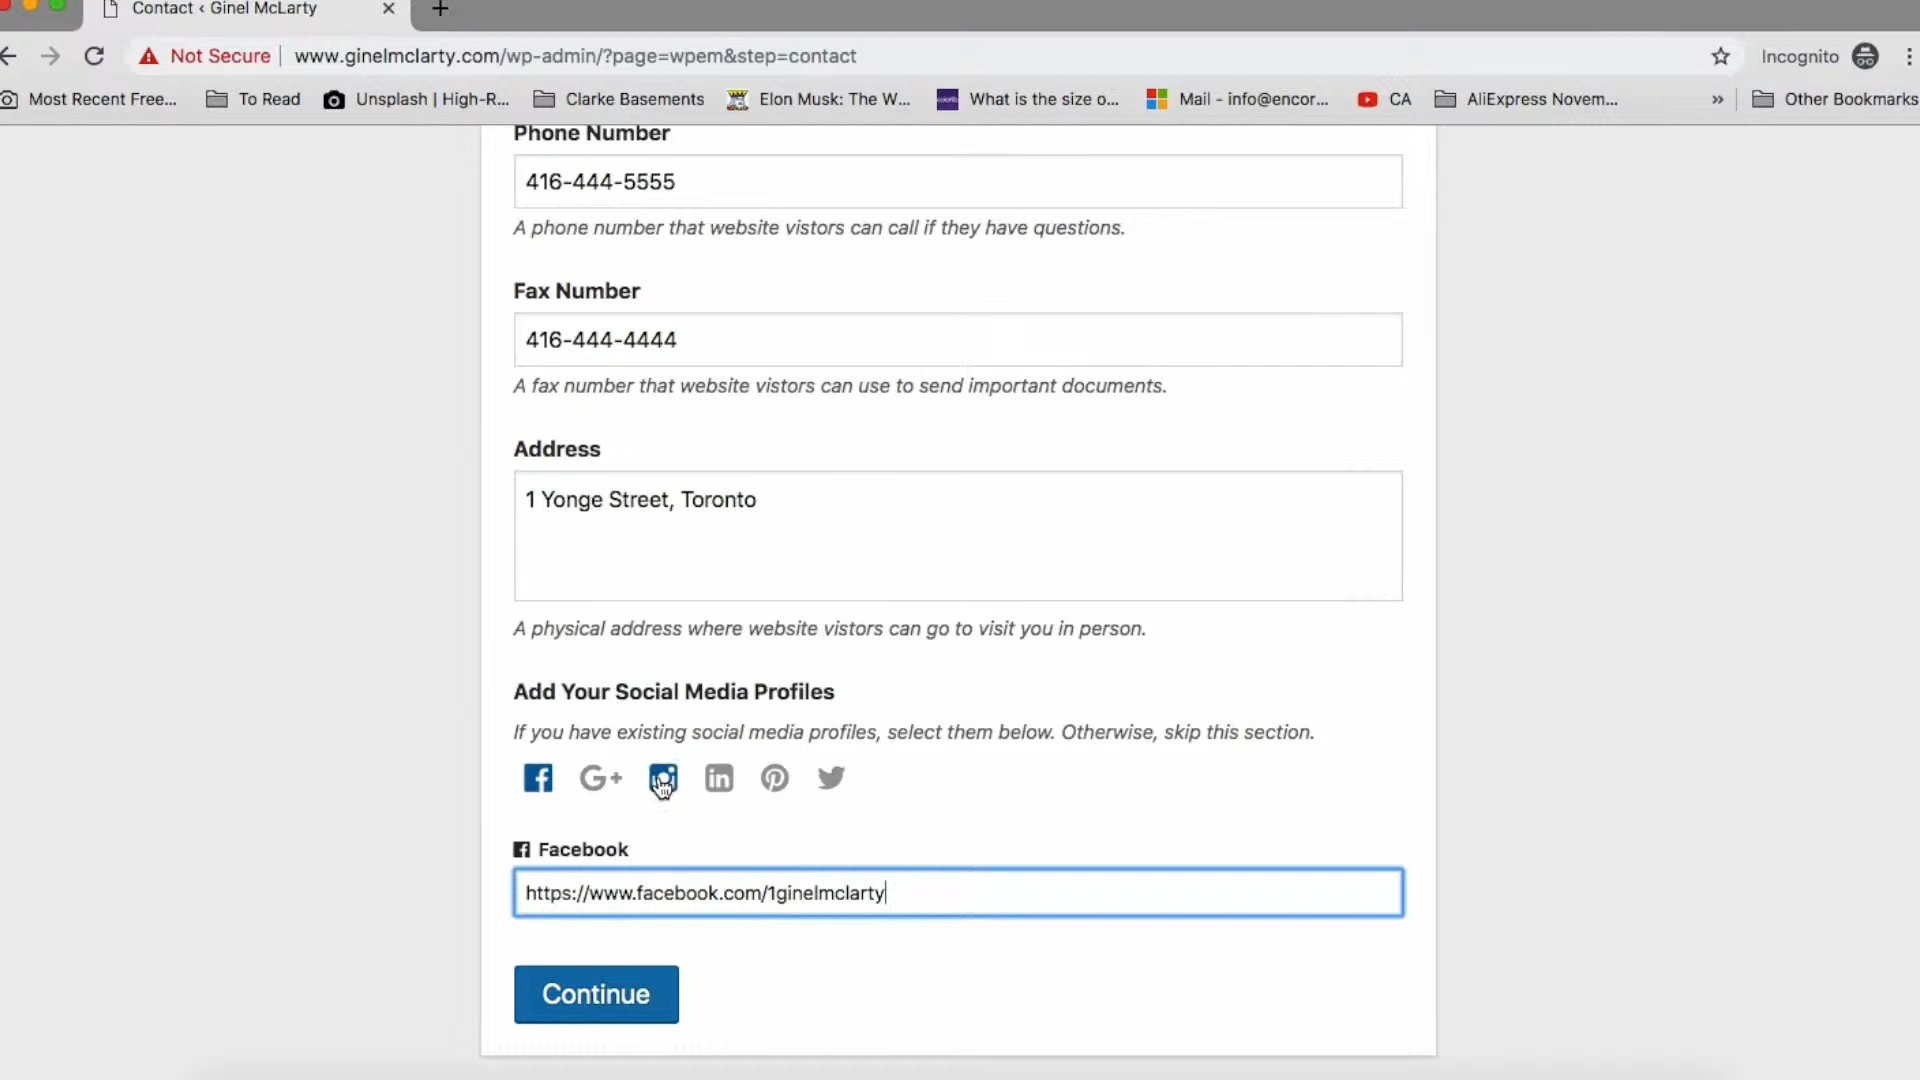 Contact ‹ Ginel McLarty
Not Secure | www.ginelmclarty.com/wp-admin/?page=wpem&step=contact
Incognito
Most Recent Free...
To Read
Unsplash | High-R...
Clarke Basements
Elon Musk: The W...
What is the size o...
Mail - info@encor...
CA
AliExpress Novem...
»
Other Bookmarks
Phone Number
416-444-5555
A phone number that website vistors can call if they have questions.
Fax Number
416-444-4444
A fax number that website vistors can use to send important documents.
Address
1 Yonge Street, Toronto
A physical address where website vistors can go to visit you in person.
Add Your Social Media Profiles
If you have existing social media profiles, select them below. Otherwise, skip this section.
G+
in
Facebook
https://www.facebook.com/1ginelmclarty
Continue